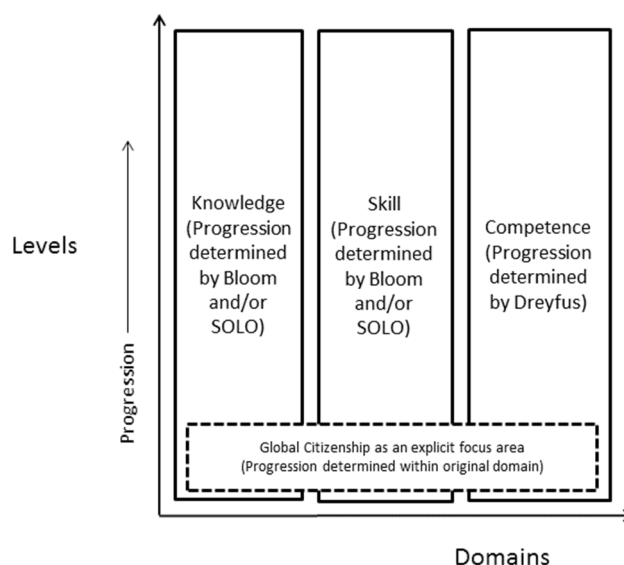 Levels
Progression
Knowledge
(Progression
determined
by Bloom
and/or
SOLO)
Skill
(Progression
determined
by Bloom
and/or
SOLO)
Competence
(Progression
determined
by Dreyfus)
Global Citizenship as an explicit focus area
(Progression determined within original domain)
Domains